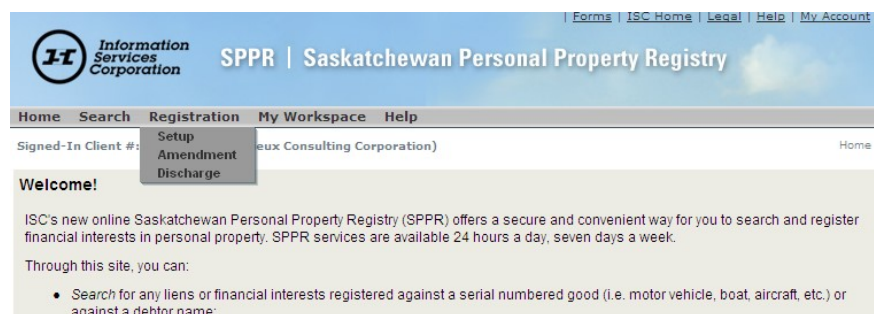 | Forms | ISC Home | Legal | Help | My Account
Information
Services
Corporation
SPPR | Saskatchewan Personal Property Registry
Home Search Registration My Workspace Help
Setup
Amendment
Discharge
Signed-In Client #: eux Consulting Corporation) Home
Welcome!
ISC's new online Saskatchewan Personal Property Registry (SPPR) offers a secure and convenient way for you to search and register
financial interests in personal property. SPPR services are available 24 hours a day, seven days a week.
Through this site, you can:
• Search for any liens or financial interests registered against a serial numbered good (i.e. motor vehicle, boat, aircraft, etc.) or
against a debtor name;